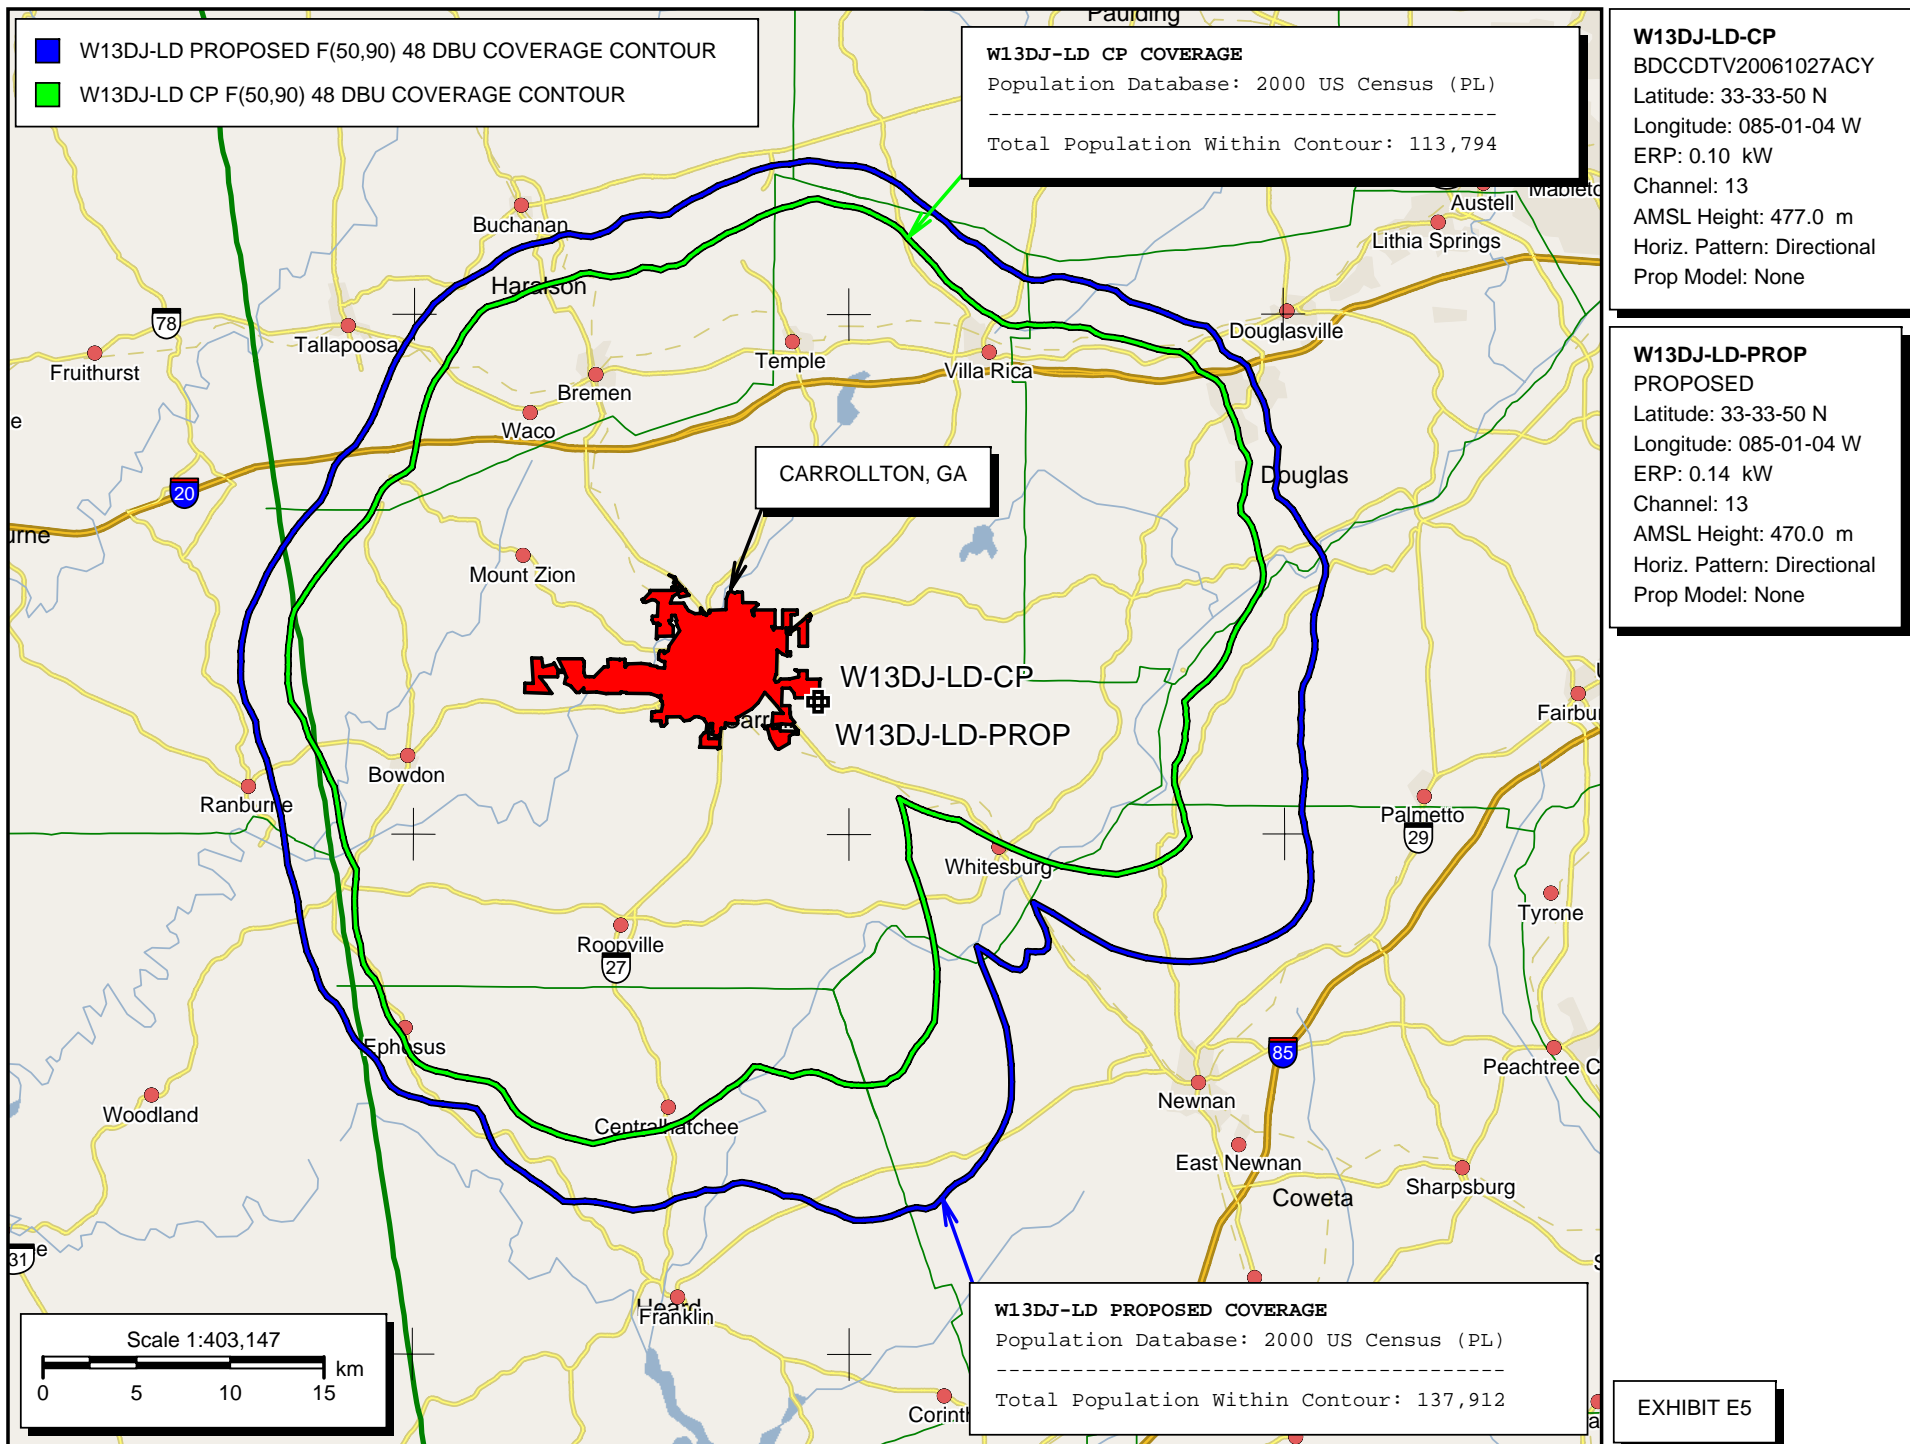 W13DJ-LD PROPOSED F(50,90) 48 DBU COVERAGE CONTOUR
W13DJ-LD CP F(50,90) 48 DBU COVERAGE CONTOUR
Paulding
W13DJ-LD CP COVERAGE
Population Database: 2000 US Census (PL)
Total Population Within Contour: 113,794
W13DJ-LD-CP
BDCCDTV20061027ACY
Latitude: 33-33-50 N
Longitude: 085-01-04 W
ERP: 0.10 kW
Channel: 13
AMSL Height: 477.0 m
Horiz. Pattern: Directional
Prop Model: None
W13DJ-LD-PROP
PROPOSED
Latitude: 33-33-50 N
Longitude: 085-01-04 W
ERP: 0.14 kW
Channel: 13
AMSL Height: 470.0 m
Horiz. Pattern: Directional
Prop Model: None
Austell
Lithia Springs
Buchanan
Haralson
78
Tallapoosa
Fruithurst
Temple
Villa Rica
Douglasville
Bremen
Waco
CARROLLTON, GA
Douglas
20
Mount Zion
W13DJ-LD-CP
W13DJ-LD-PROP
Bowdon
Ranburne
Palmetto
29
Whitesburg
Tyrone
Roopville
27
Ephesus
85
Peachtree C
Newnan
Woodland
Centralhatchee
East Newnan
Coweta
Sharpsburg
31
Heard
Franklin
W13DJ-LD PROPOSED COVERAGE
Population Database: 2000 US Census (PL)
Total Population Within Contour: 137,912
Scale 1:403,147
km
0 5 10 15
EXHIBIT E5